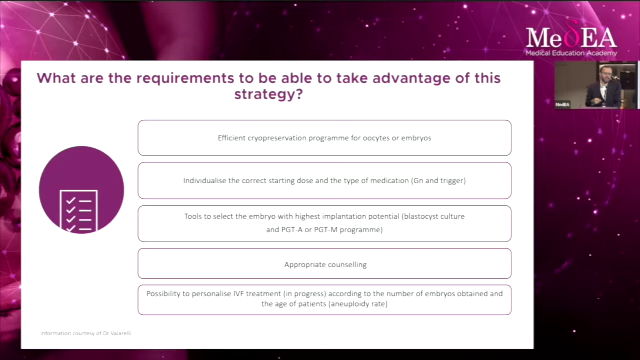 MedEA
Medical Education Academy
What are the requirements to be able to take advantage of this
strategy?
MedEA
Efficient cryopreservation programme for oocytes or embryos
Individualise the correct starting dose and the type of medication (Gn and trigger)
Tools to select the embryo with highest implantation potential (blastocyst culture
and PGT-A or PGT-M programme)
Appropriate counselling
Possibility to personalise IVF treatment (in progress) according to the number of embryos obtained and
the age of patients (aneuploidy rate)
Information courtesy of Dr Vaiarelli